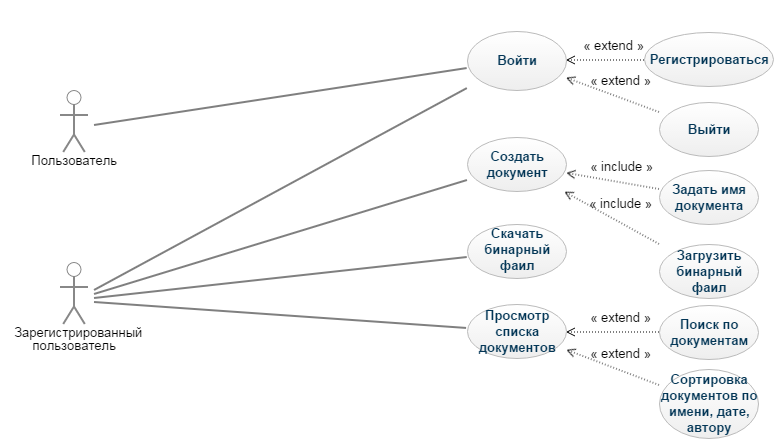 « extend »
Войти
Регистрироваться
« extend »
Выйти
Пользователь
Создать
документ
« include »
Задать имя
документа
« include »
Скачать
бинарный
фаил
Загрузить
бинарный
фаил
Зарегистрированный
пользователь
Просмотр
списка
документов
« extend »
Поиск по
документам
« extend »
Сортировка
документов по
имени, дате,
автору